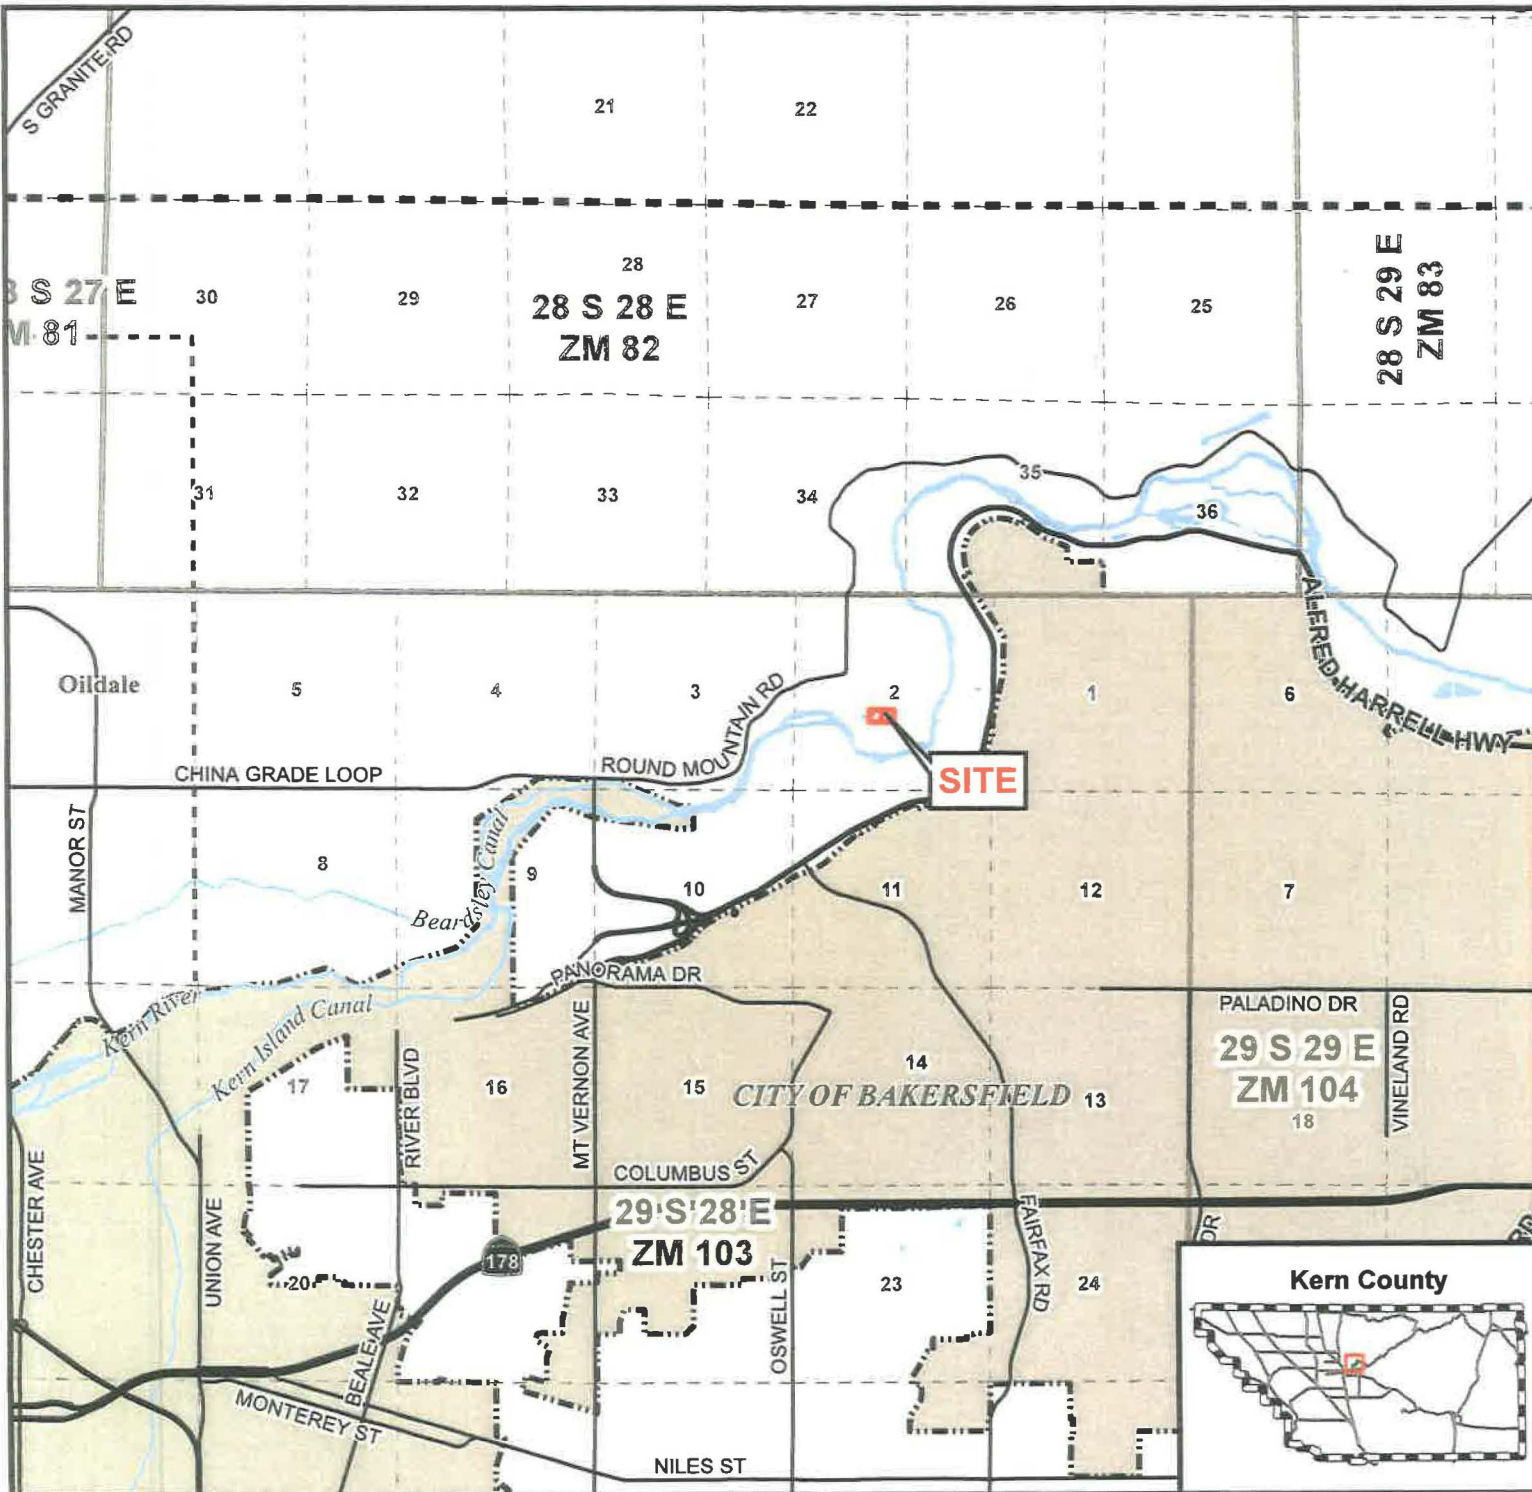 S GRANITE RD
21
22
28
S 27 E
30
29
28 S 28 E
27
26
25
28 S 29 E
ZM 83
81
ZM 82
31
32
33
34
35
36
ALFRED HARRELL HWY
Oildale
5
4
3
2
1
6
ROUND MOUNTAIN RD
CHINA GRADE LOOP
SITE
MANOR ST
8
Beardsley Canal
9
10
11
12
7
PANORAMA DR
Kern River
Kern Island Canal
PALADINO DR
VINELAND RD
29 S 29 E
ZM 104
18
17
RIVER BLVD
16
MT VERNON AVE
15
14
CITY OF BAKERSFIELD
13
CHESTER AVE
UNION AVE
COLUMBUS ST
29 S 28 E
ZM 103
178
20
BEALE AVE
OSWELL ST
23
FAIRFAX RD
24
DR
Kern County
MONTEREY ST
NILES ST